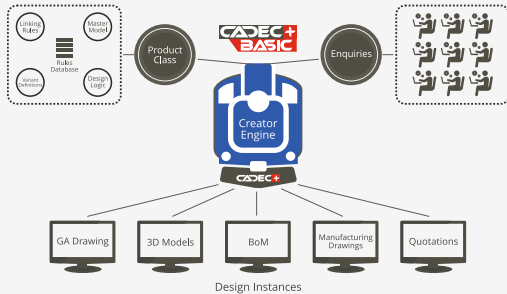 Linking
Rules
Master
Model
Rules
Database
Variant
Definitions
Design
Logic
Product
Class
CADEC+
BASIC
Enquiries
Creator
Engine
CADEC+
GA Drawing
3D Models
BoM
Manufacturing
Drawings
Quotations
Design Instances